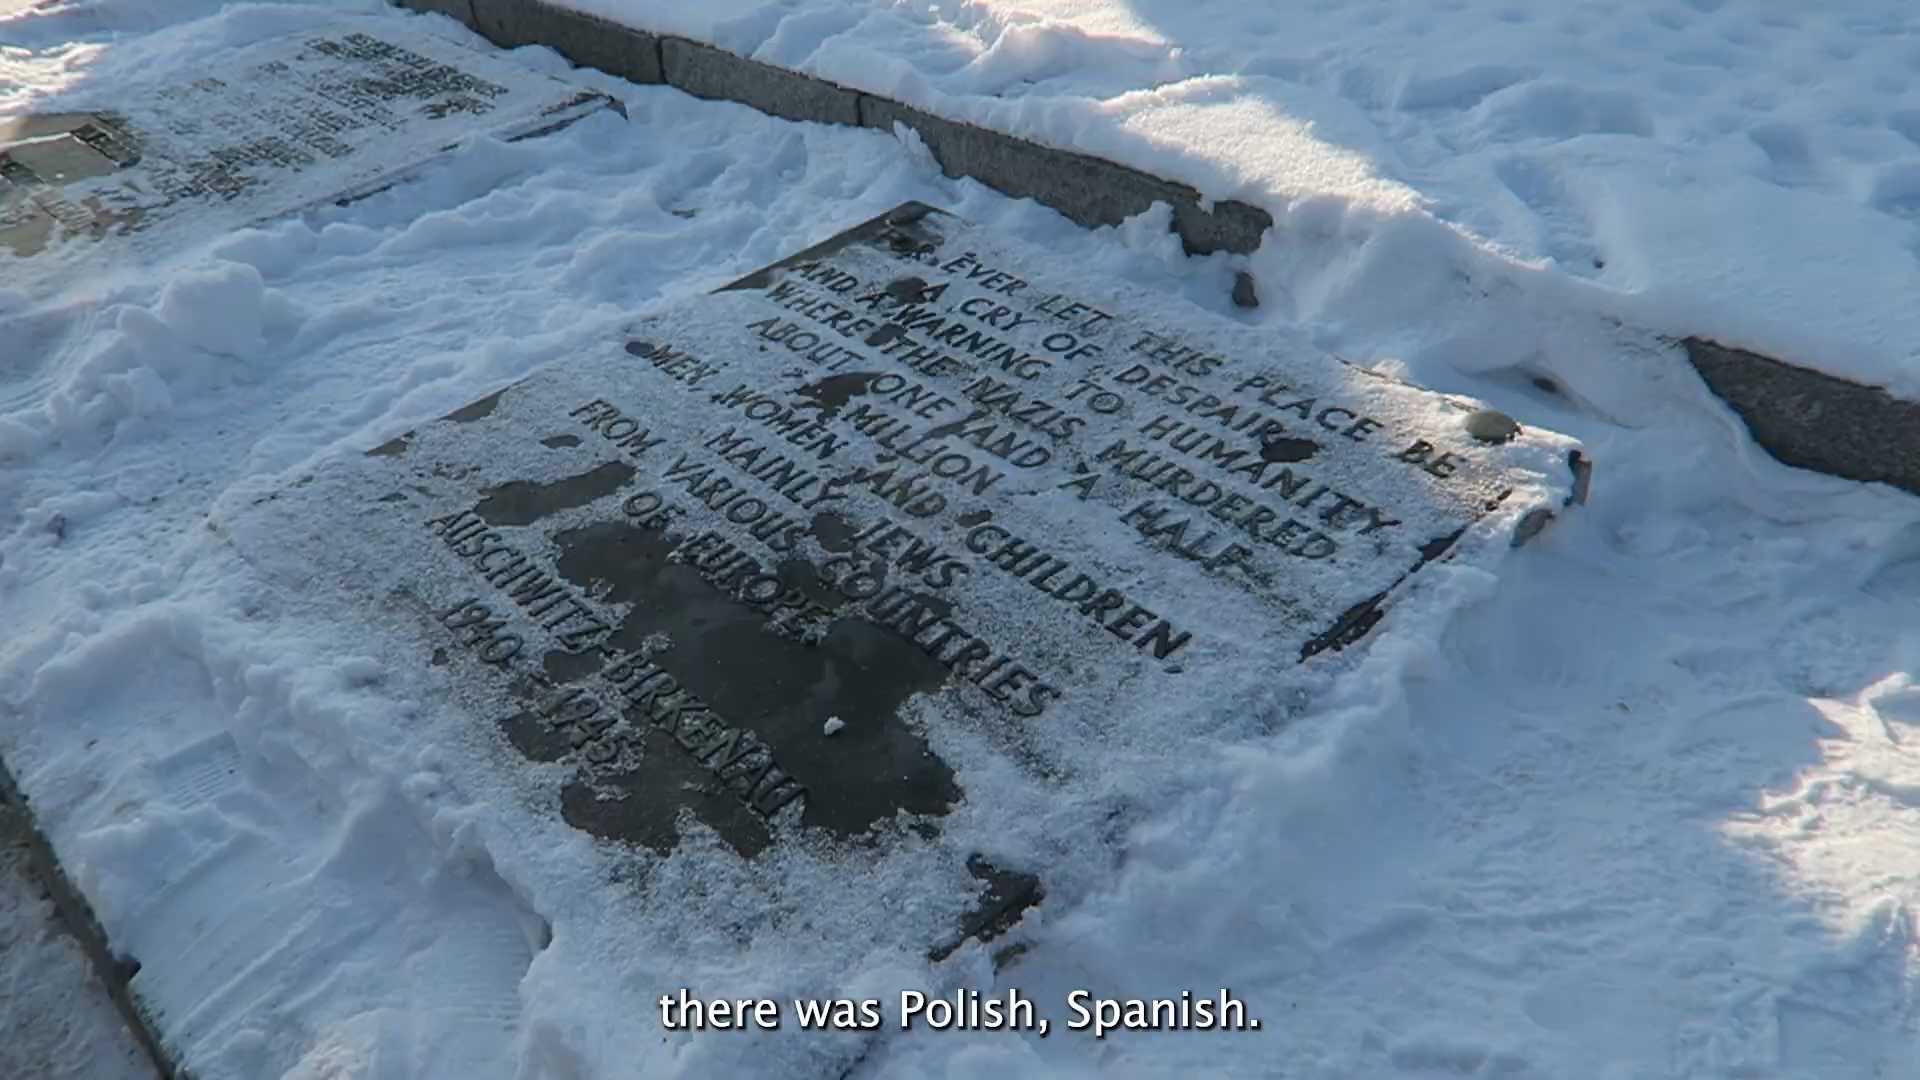 EVER LET THIS PLACE BE
A CRY OF DESPAIR
AND A WARNING TO HUMANITY
WHERE THE NAZIS MURDERED
ABOUT ONE AND A HALF
MILLION
MEN, WOMEN, AND CHILDREN,
MAINLY JEWS
FROM VARIOUS COUNTRIES
OF EUROPE.
AUSCHWITZ-BIRKENAU
1940 - 1945
there was Polish, Spanish.